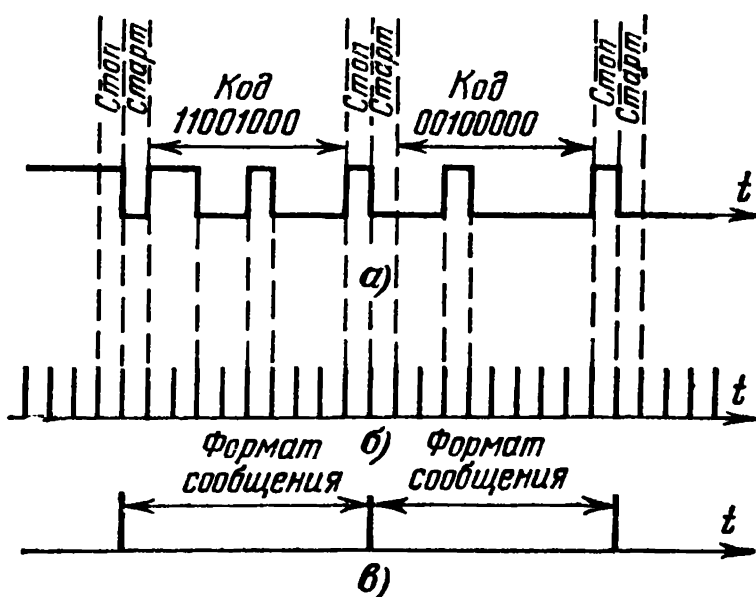 Стоп
Старт
Код
11001000
Стоп
Старт
Код
00100000
Стоп
Старт
t
а)
t
б)
Формат
сообщения
Формат
сообщения
t
в)